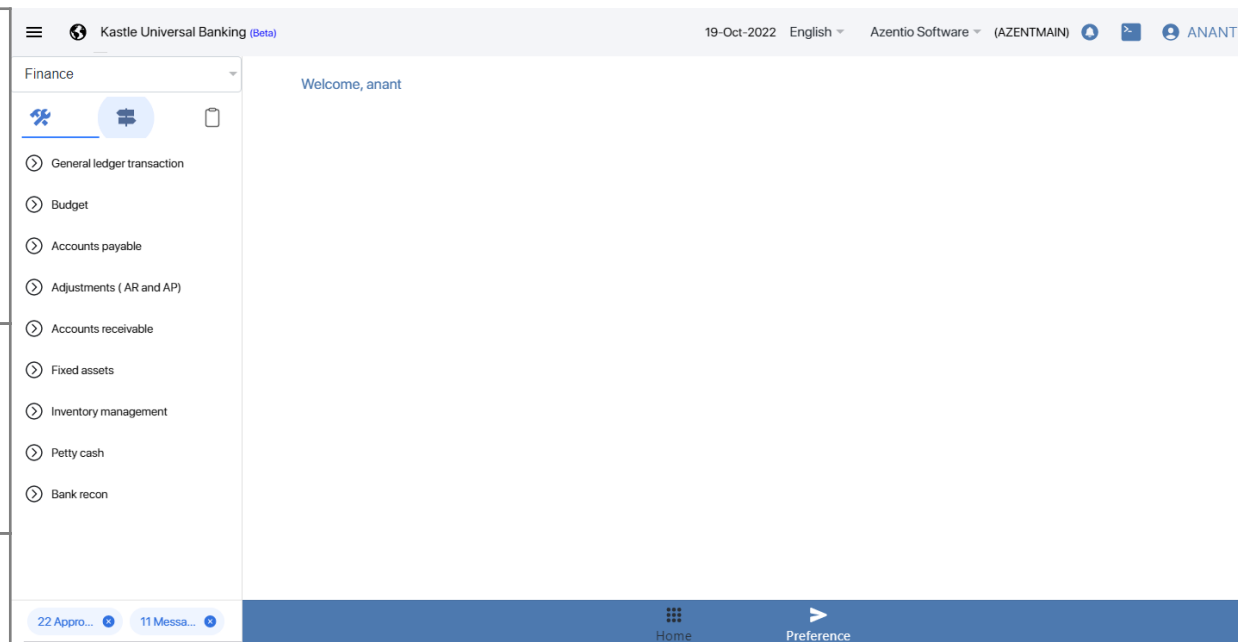 Kastle Universal Banking (Beta) 19-Oct-2022 English Azentio Software (AZENTMAIN) ANANT
Finance
Welcome, anant
General ledger transaction
Budget
Accounts payable
Adjustments ( AR and AP)
Accounts receivable
Fixed assets
Inventory management
Petty cash
Bank recon
22 Appro... 11 Messa...
Home Preference